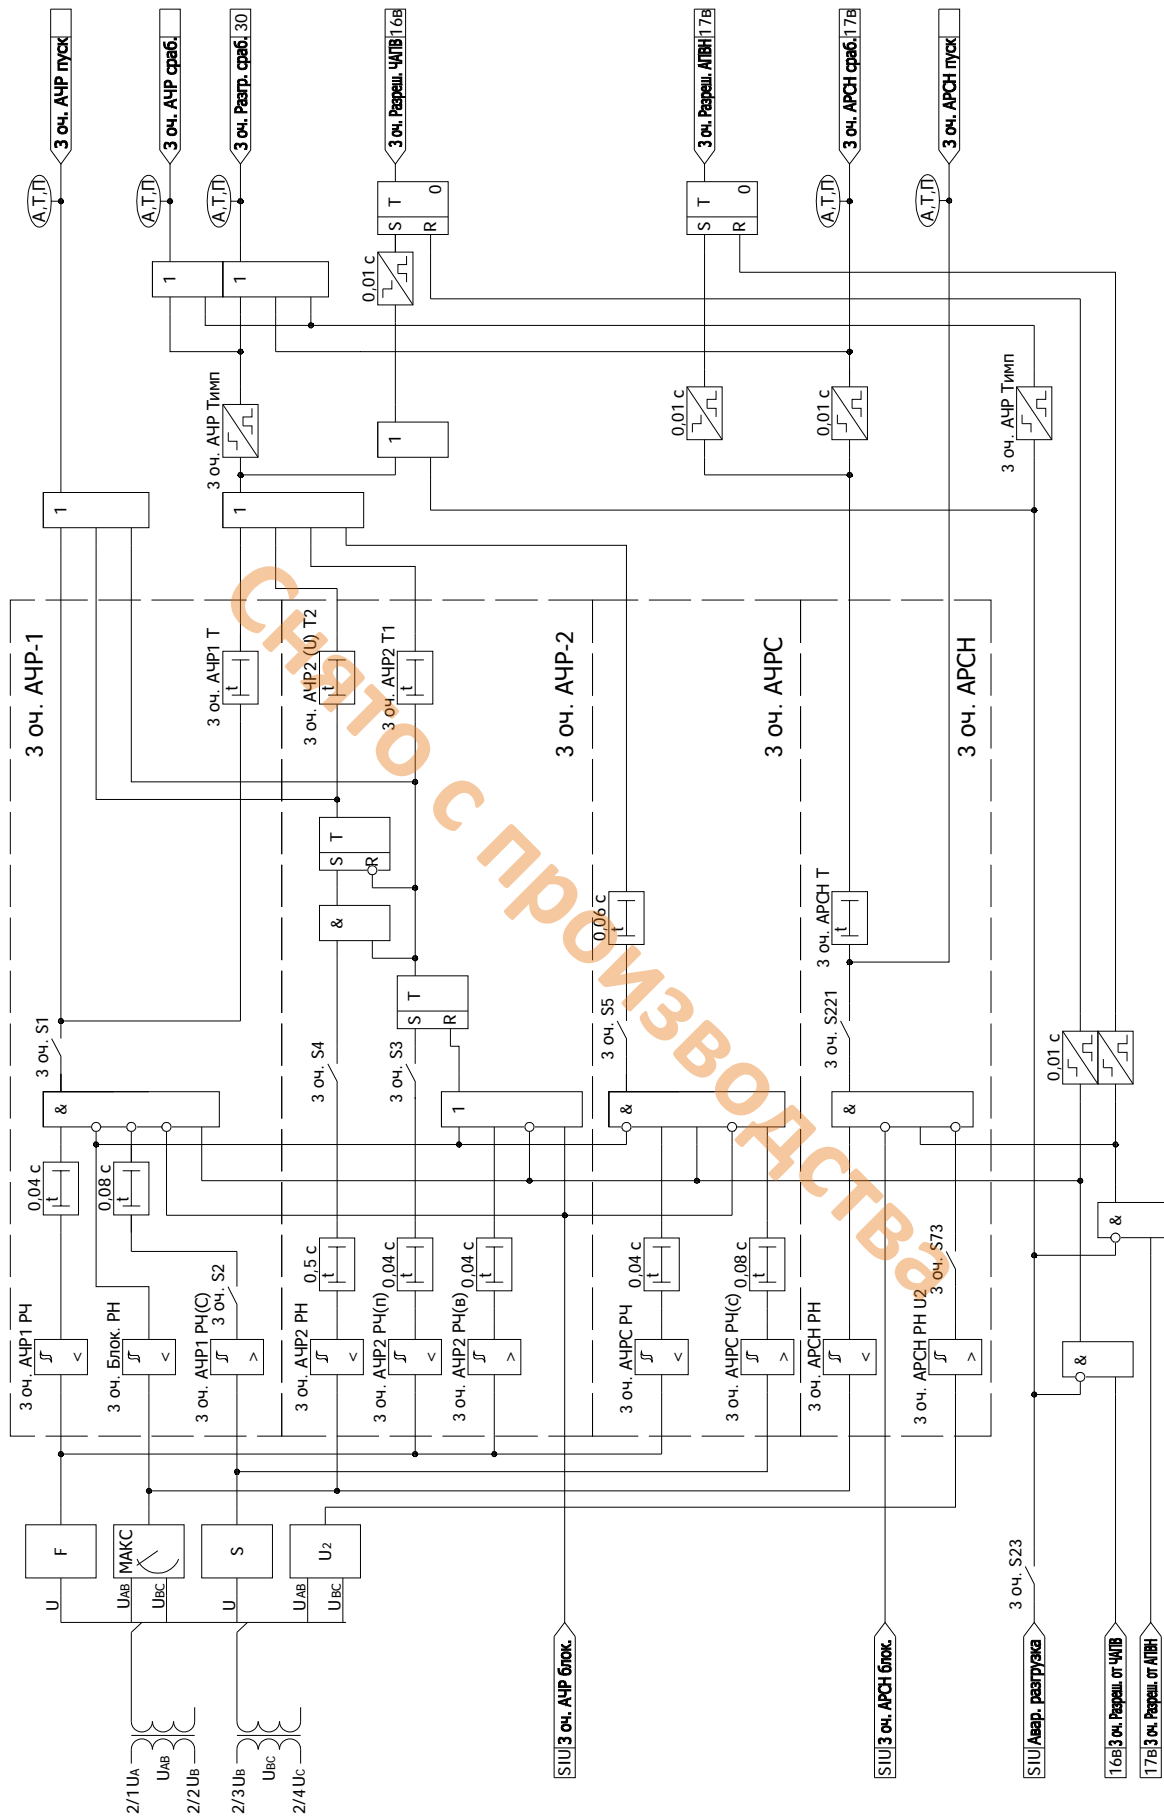 3 оч. АЧР пуск
3 оч. АЧР сраб.
3 оч. Разгр. сраб. 30
3 оч. Разреш. ЧАПВ 16в
3 оч. Разреш. АПВН 17в
3 оч. АРСН сраб. 17в
3 оч. АРСН пуск
А,Т,П
А,Т,П
А,Т,П
А,Т,П
А,Т,П
S T
R 0
S T
R 0
1
1
0,01 с
3 оч. АЧР Тимп
1
0,01 с
0,01 с
3 оч. АЧР Тимп
1
1
3 оч. АЧР-1
3 оч. АЧР-2
3 оч. АЧРС
3 оч. АРСН
3 оч. АЧР1 Т
t
3 оч. АЧР2 (U) Т2
t
3 оч. АЧР2 Т1
t
S T
R
&
S T
R
0,06 с
t
3 оч. АРСН Т
t
3 оч. S1
3 оч. S4
3 оч. S3
3 оч. S5
3 оч. S221
0,01 с
&
1
&
&
0,04 с
t
0,08 с
t
3 оч. S2
0,5 с
t
0,04 с
t
0,04 с
t
0,04 с
t
0,08 с
t
3 оч. S73
&
&
3 оч. АЧР1 РЧ
<
3 оч. Блок. РН
<
3 оч. АЧР1 РЧ(С)
>
3 оч. АЧР2 РН
<
3 оч. АЧР2 РЧ(п)
<
3 оч. АЧР2 РЧ(в)
>
3 оч. АЧРС РЧ
<
3 оч. АЧРС РЧ(с)
>
3 оч. АРСН РН
<
3 оч. АРСН РН U2
>
F
МАКС
S
U2
U
UAB
UBC
U
UAB
UBC
3 оч. S23
2/1 UA
UAB
2/2 UB
2/3 UB
UBC
2/4 UC
SIU 3 оч. АЧР блок.
SIU 3 оч. АРСН блок.
SIU Авар. разгрузка
16в 3 оч. Разреш. от ЧАПВ
17в 3 оч. Разреш. от АПВН
Снято с производства